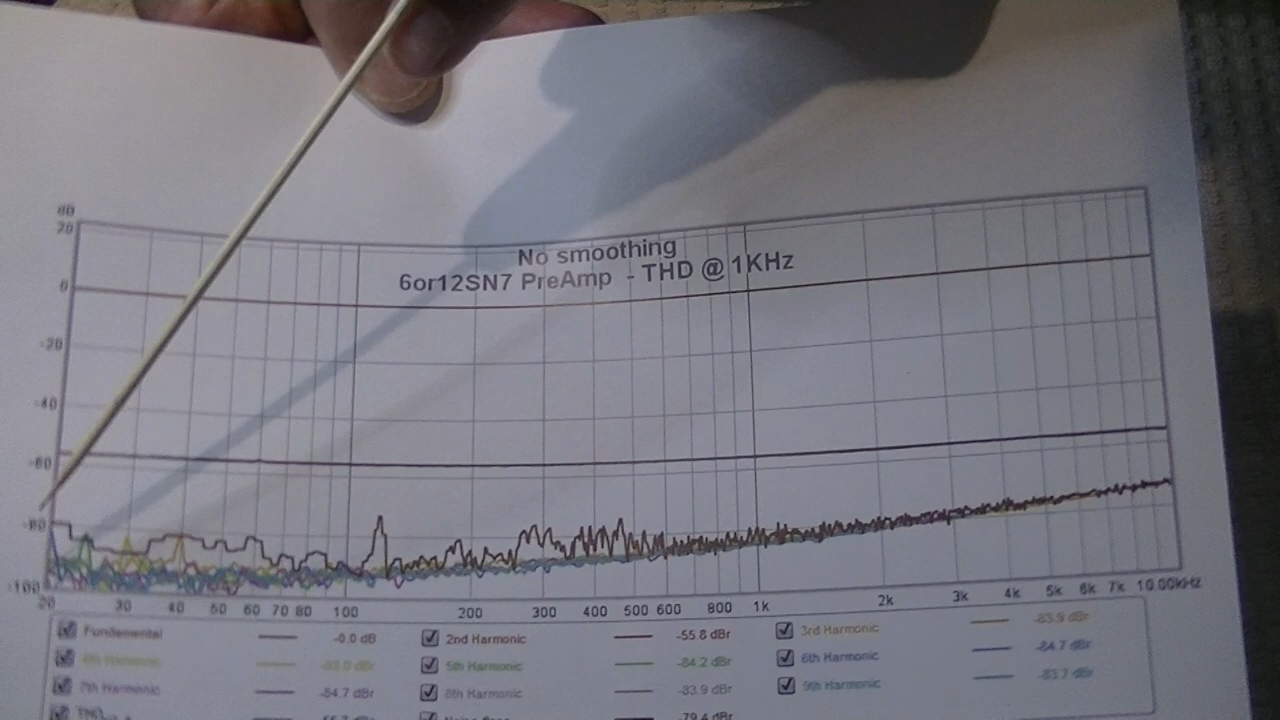 No smoothing
6or12SN7 PreAmp - THD @ 1KHz
20
0
-20
-40
-60
-80
-100
20 30 40 50 60 70 80 100 200 300 400 500 600 800 1k 2k 3k 4k 5k 6k 7k 10.00kHz
Fundamental -0.0 dB 2nd Harmonic -55.8 dBr 3rd Harmonic -83.9 dBr
Harmonic dBr 5th Harmonic -84.2 dBr 6th Harmonic -84.7 dBr
7th Harmonic -84.7 dBr 8th Harmonic -83.9 dBr 9th Harmonic -83.7 dBr
THD -79.4 dBr